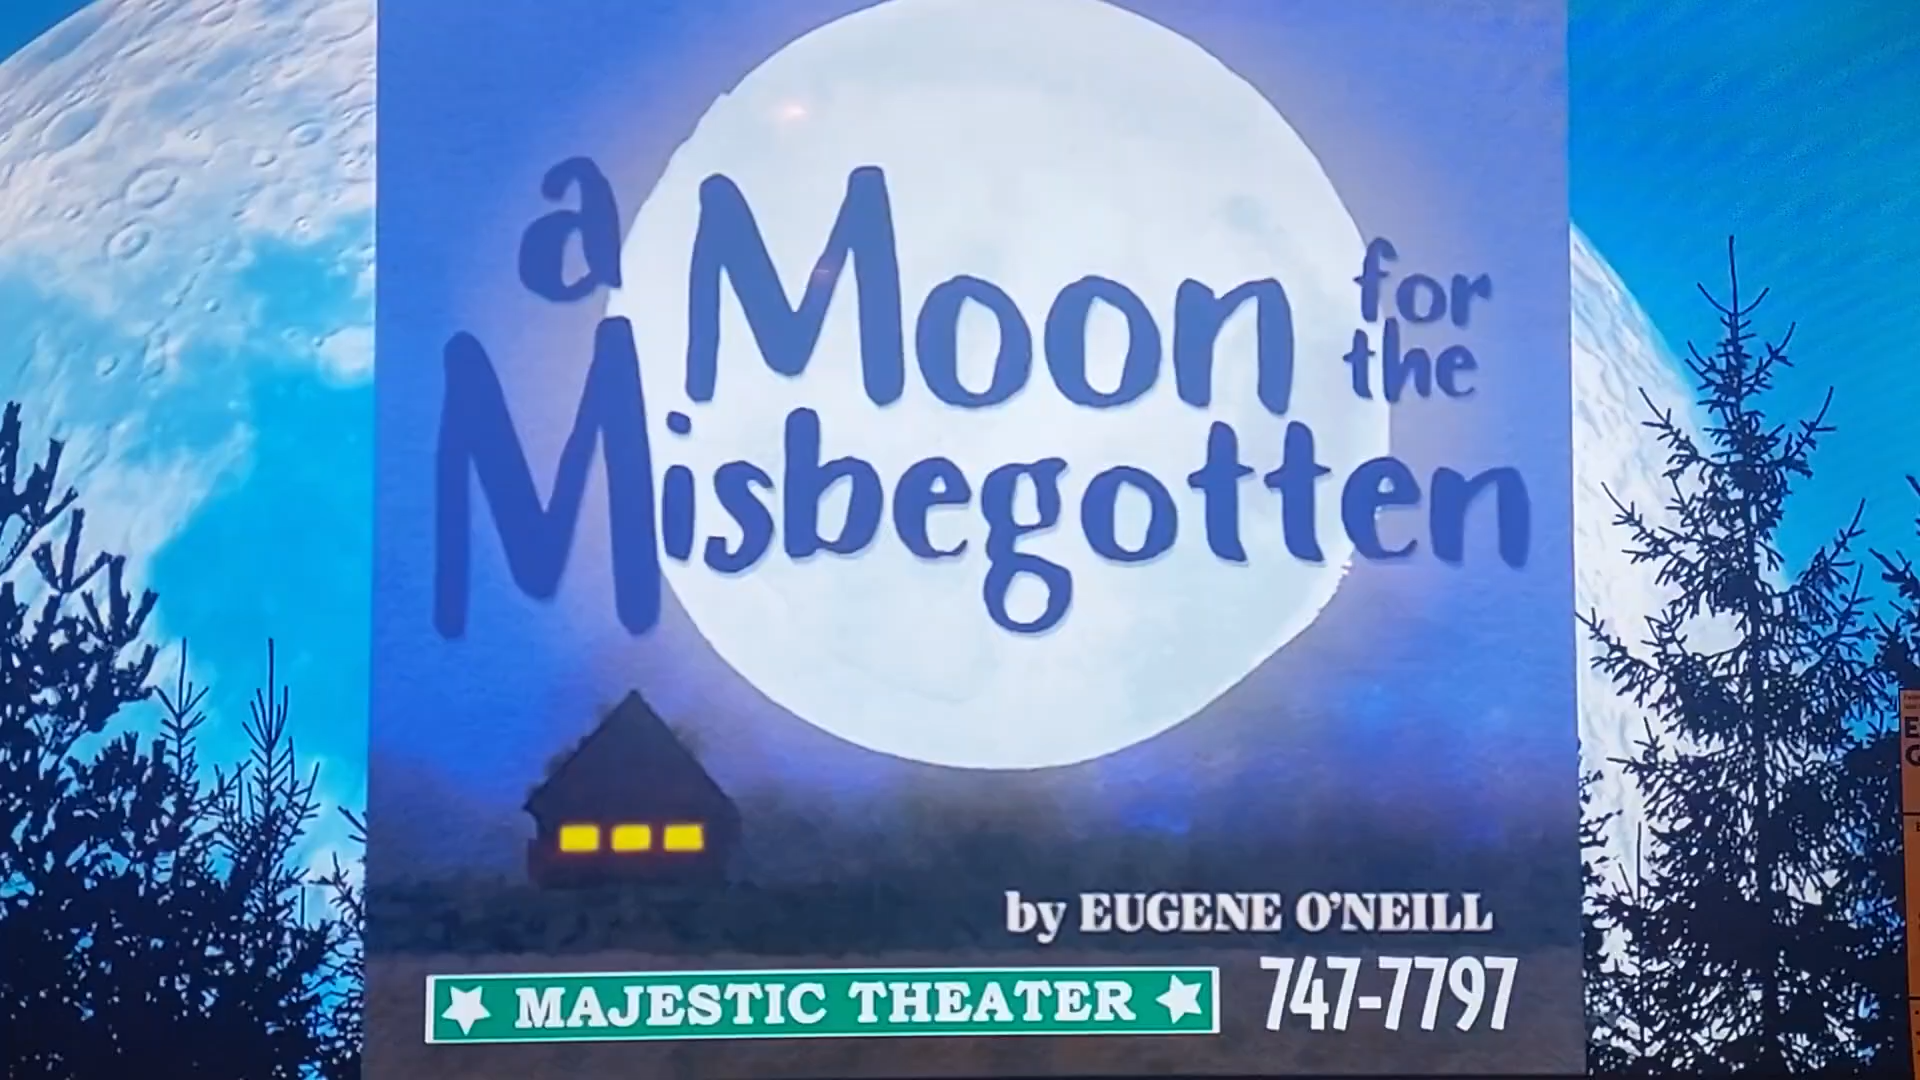 a Moon for the
Misbegotten
by EUGENE O'NEILL
MAJESTIC THEATER 747-7797